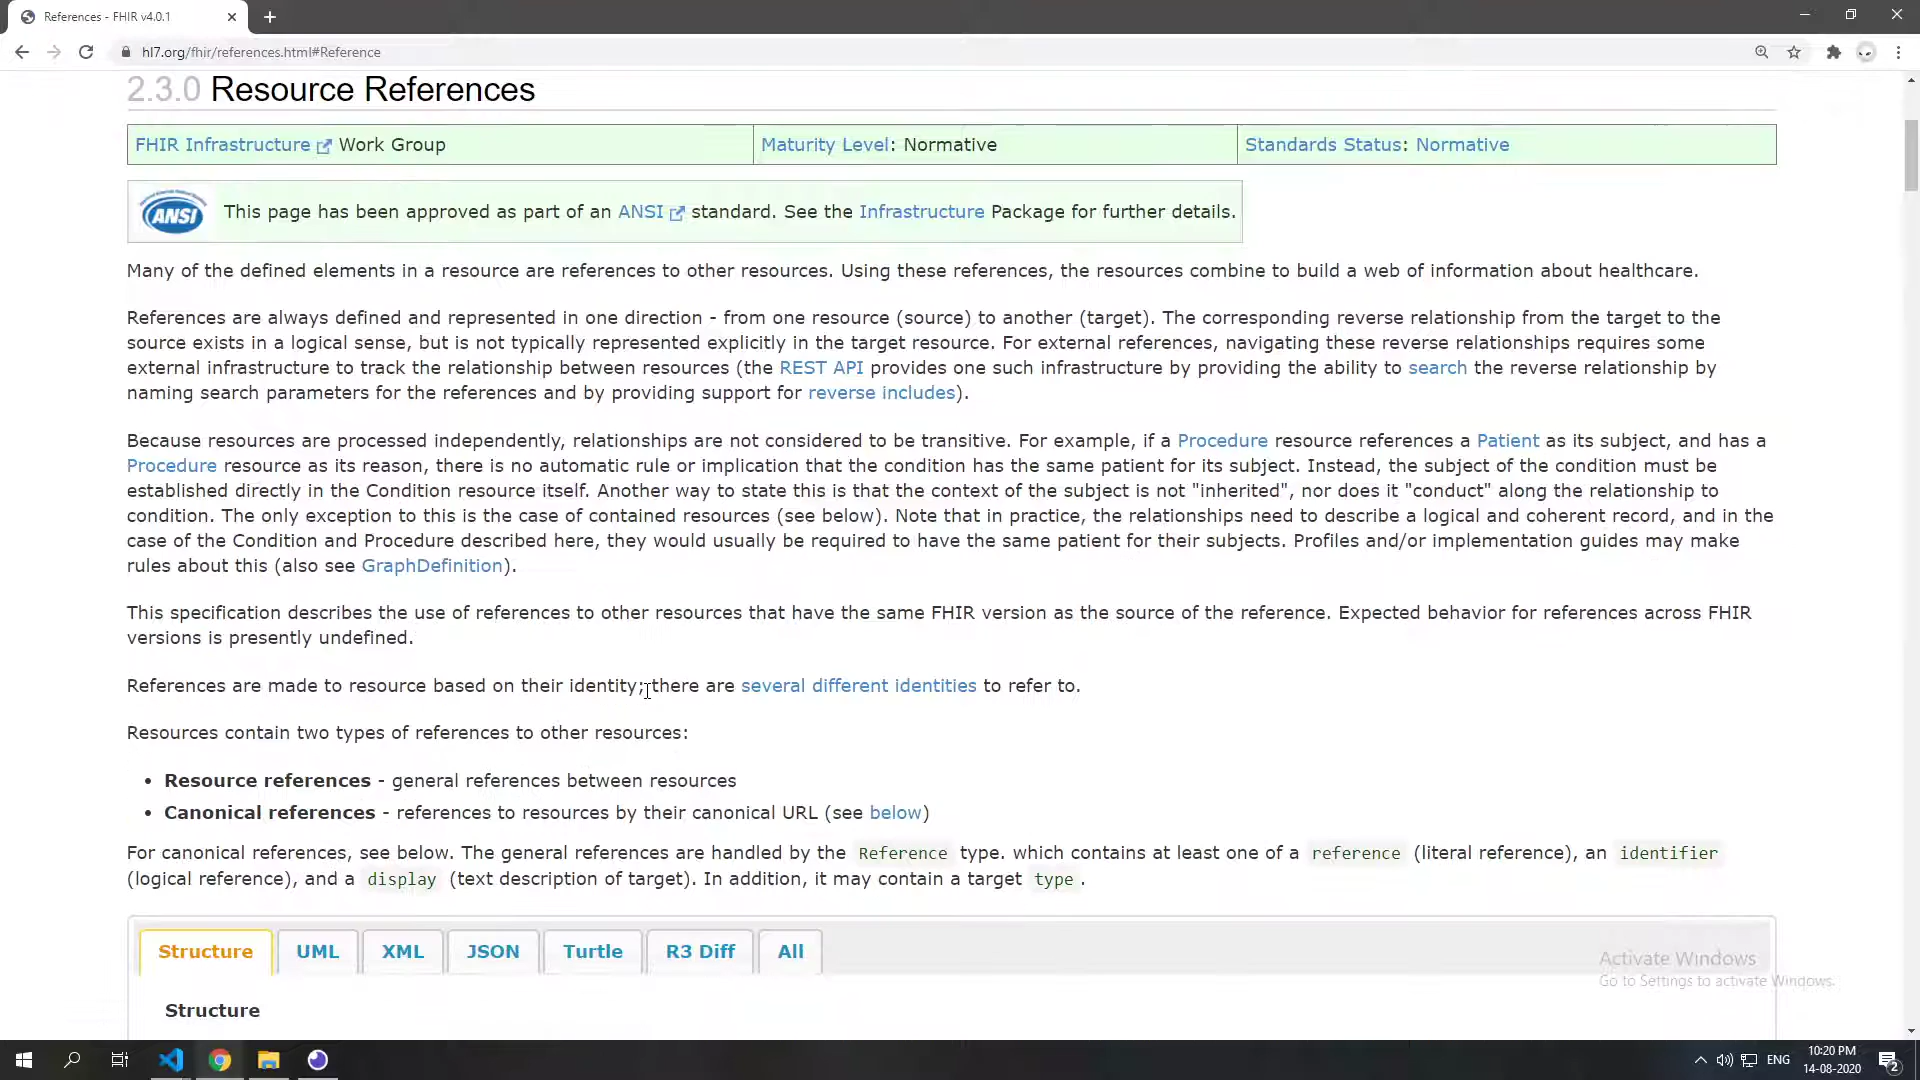 References - FHIR v4.0.1
hl7.org/fhir/references.html#Reference
2.3.0 Resource References
FHIR Infrastructure Work Group
Maturity Level: Normative
Standards Status: Normative
ANSI
This page has been approved as part of an ANSI standard. See the Infrastructure Package for further details.
Many of the defined elements in a resource are references to other resources. Using these references, the resources combine to build a web of information about healthcare.
References are always defined and represented in one direction - from one resource (source) to another (target). The corresponding reverse relationship from the target to the
source exists in a logical sense, but is not typically represented explicitly in the target resource. For external references, navigating these reverse relationships requires some
external infrastructure to track the relationship between resources (the REST API provides one such infrastructure by providing the ability to search the reverse relationship by
naming search parameters for the references and by providing support for reverse includes).
Because resources are processed independently, relationships are not considered to be transitive. For example, if a Procedure resource references a Patient as its subject, and has a
Procedure resource as its reason, there is no automatic rule or implication that the condition has the same patient for its subject. Instead, the subject of the condition must be
established directly in the Condition resource itself. Another way to state this is that the context of the subject is not "inherited", nor does it "conduct" along the relationship to
condition. The only exception to this is the case of contained resources (see below). Note that in practice, the relationships need to describe a logical and coherent record, and in the
case of the Condition and Procedure described here, they would usually be required to have the same patient for their subjects. Profiles and/or implementation guides may make
rules about this (also see GraphDefinition).
This specification describes the use of references to other resources that have the same FHIR version as the source of the reference. Expected behavior for references across FHIR
versions is presently undefined.
References are made to resource based on their identity; there are several different identities to refer to.
Resources contain two types of references to other resources:
• Resource references - general references between resources
• Canonical references - references to resources by their canonical URL (see below)
For canonical references, see below. The general references are handled by the Reference type. which contains at least one of a reference (literal reference), an identifier
(logical reference), and a display (text description of target). In addition, it may contain a target type.
Structure UML XML JSON Turtle R3 Diff All
Structure
Activate Windows
Go to Settings to activate Windows.
ENG
10:20 PM
14-08-2020
2